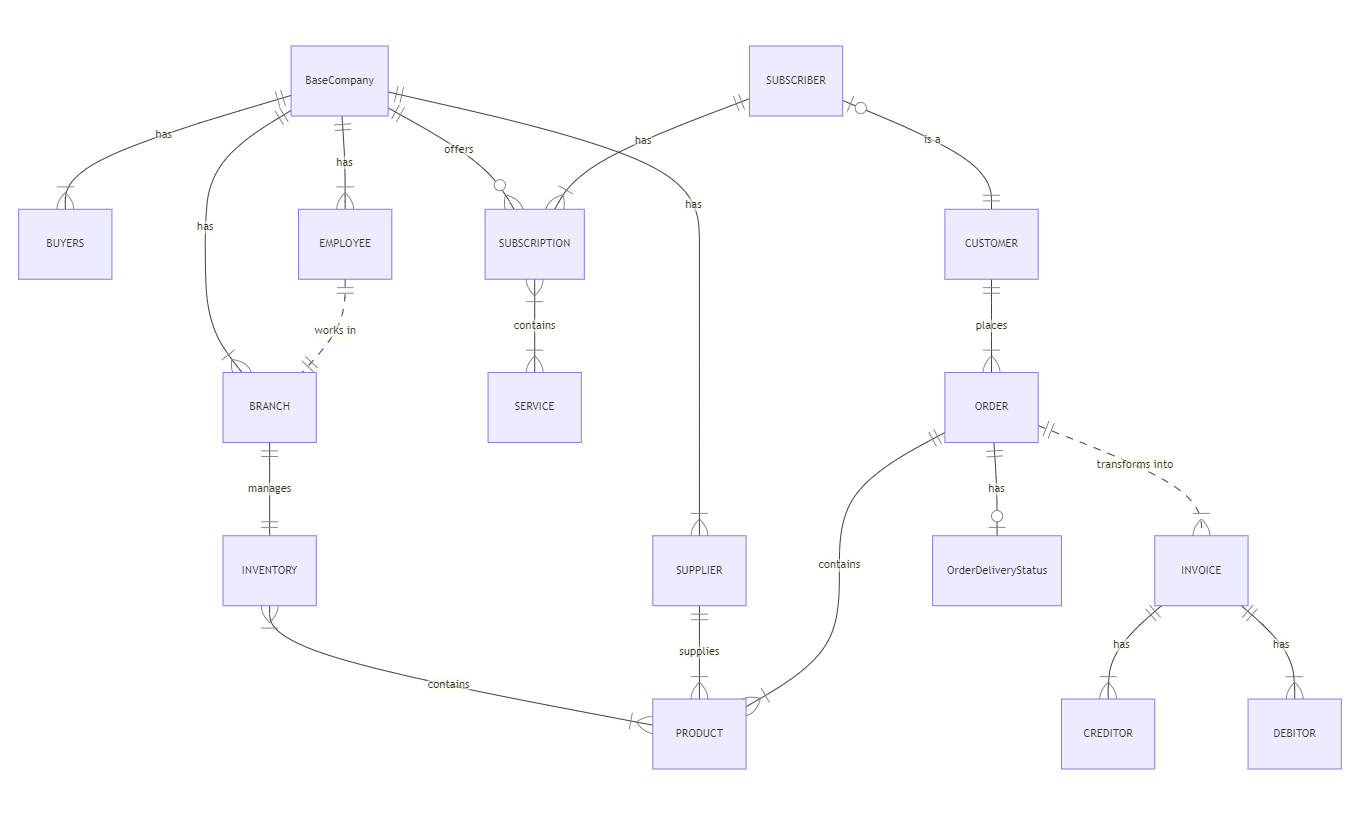 BaseCompany
SUBSCRIBER
has
has
offers
has
is a
has
has
has
BUYERS
EMPLOYEE
SUBSCRIPTION
CUSTOMER
works in
contains
places
BRANCH
SERVICE
ORDER
transforms into
manages
has
contains
INVENTORY
SUPPLIER
OrderDeliveryStatus
INVOICE
supplies
has
has
contains
PRODUCT
CREDITOR
DEBITOR